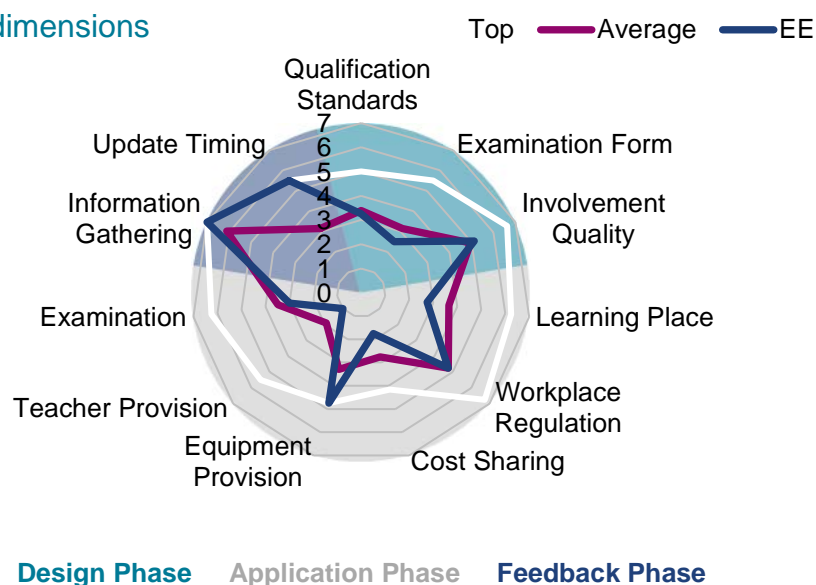 dimensions
Top Average EE
Qualification
Standards
7
6
5
4
3
2
1
0
Update Timing
Examination Form
Information
Gathering
Involvement
Quality
Examination
Learning Place
Teacher Provision
Workplace
Regulation
Equipment
Provision
Cost Sharing
Design Phase Application Phase Feedback Phase